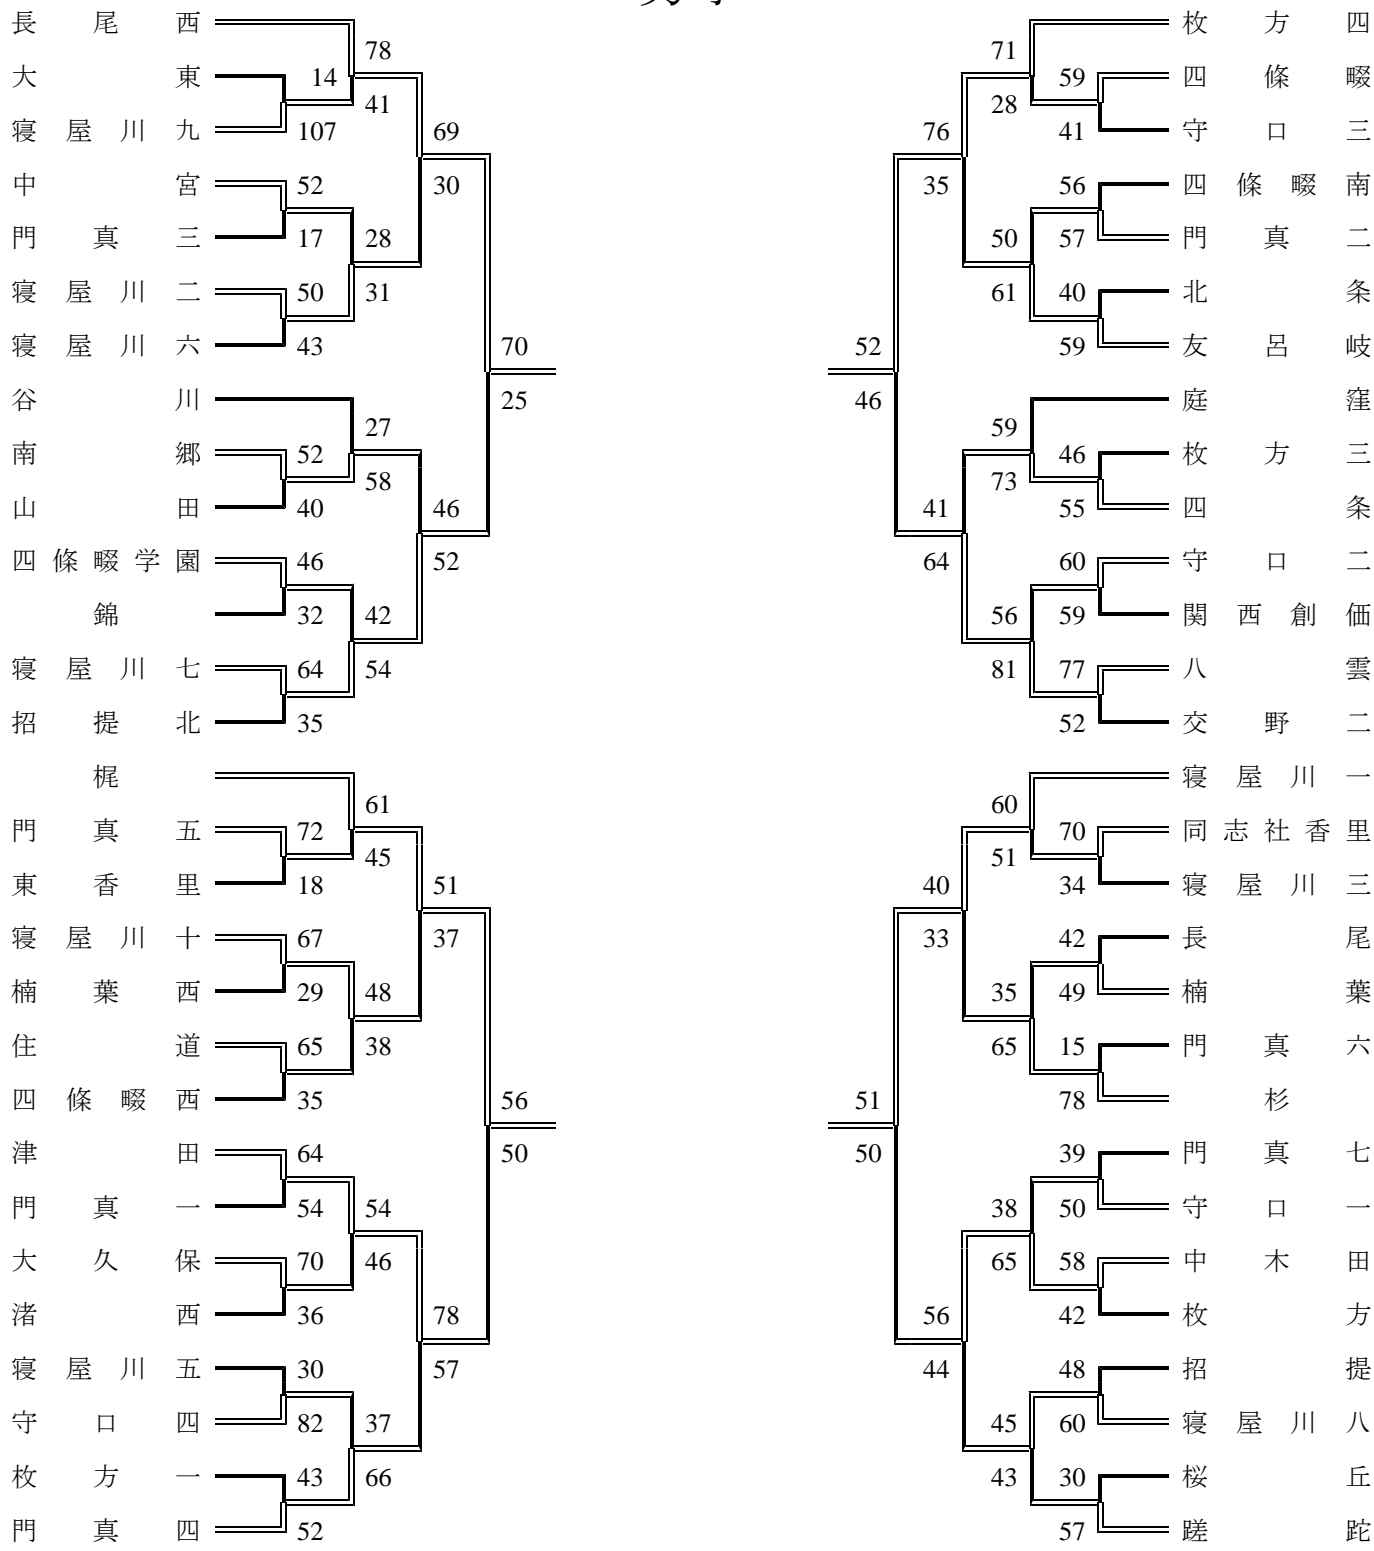 長尾西
78
大東 14
41
寝屋川九 107 69
中宮 52 30
門真三 17 28
寝屋川二 50 31
寝屋川六 43 70
谷川 25
27
南郷 52
58
山田 40 46
四條畷学園 46 52
錦 32 42
寝屋川七 64 54
招提北 35
梶
61
門真五 72
45
東香里 18 51
寝屋川十 67 37
楠葉西 29 48
住道 65 38
四條畷西 35 56
津田 64 50
門真一 54 54
大久保 70 46
渚西 36 78
寝屋川五 30 57
守口四 82 37
枚方一 43 66
門真四 52
枚方四
71
59 四條畷
28
76 41 守口三
35 56 四條畷南
50 57 門真二
61 40 北条
52 59 友呂岐
46 庭窪
59
46 枚方三
73
41 55 四条
64 60 守口二
56 59 関西創価
81 77 八雲
52 交野二
寝屋川一
60
70 同志社香里
51
40 34 寝屋川三
33 42 長尾
35 49 楠葉
65 15 門真六
51 78 杉
50 39 門真七
38 50 守口一
65 58 中木田
56 42 枚方
44 48 招提
45 60 寝屋川八
43 30 桜丘
57 蹉跎